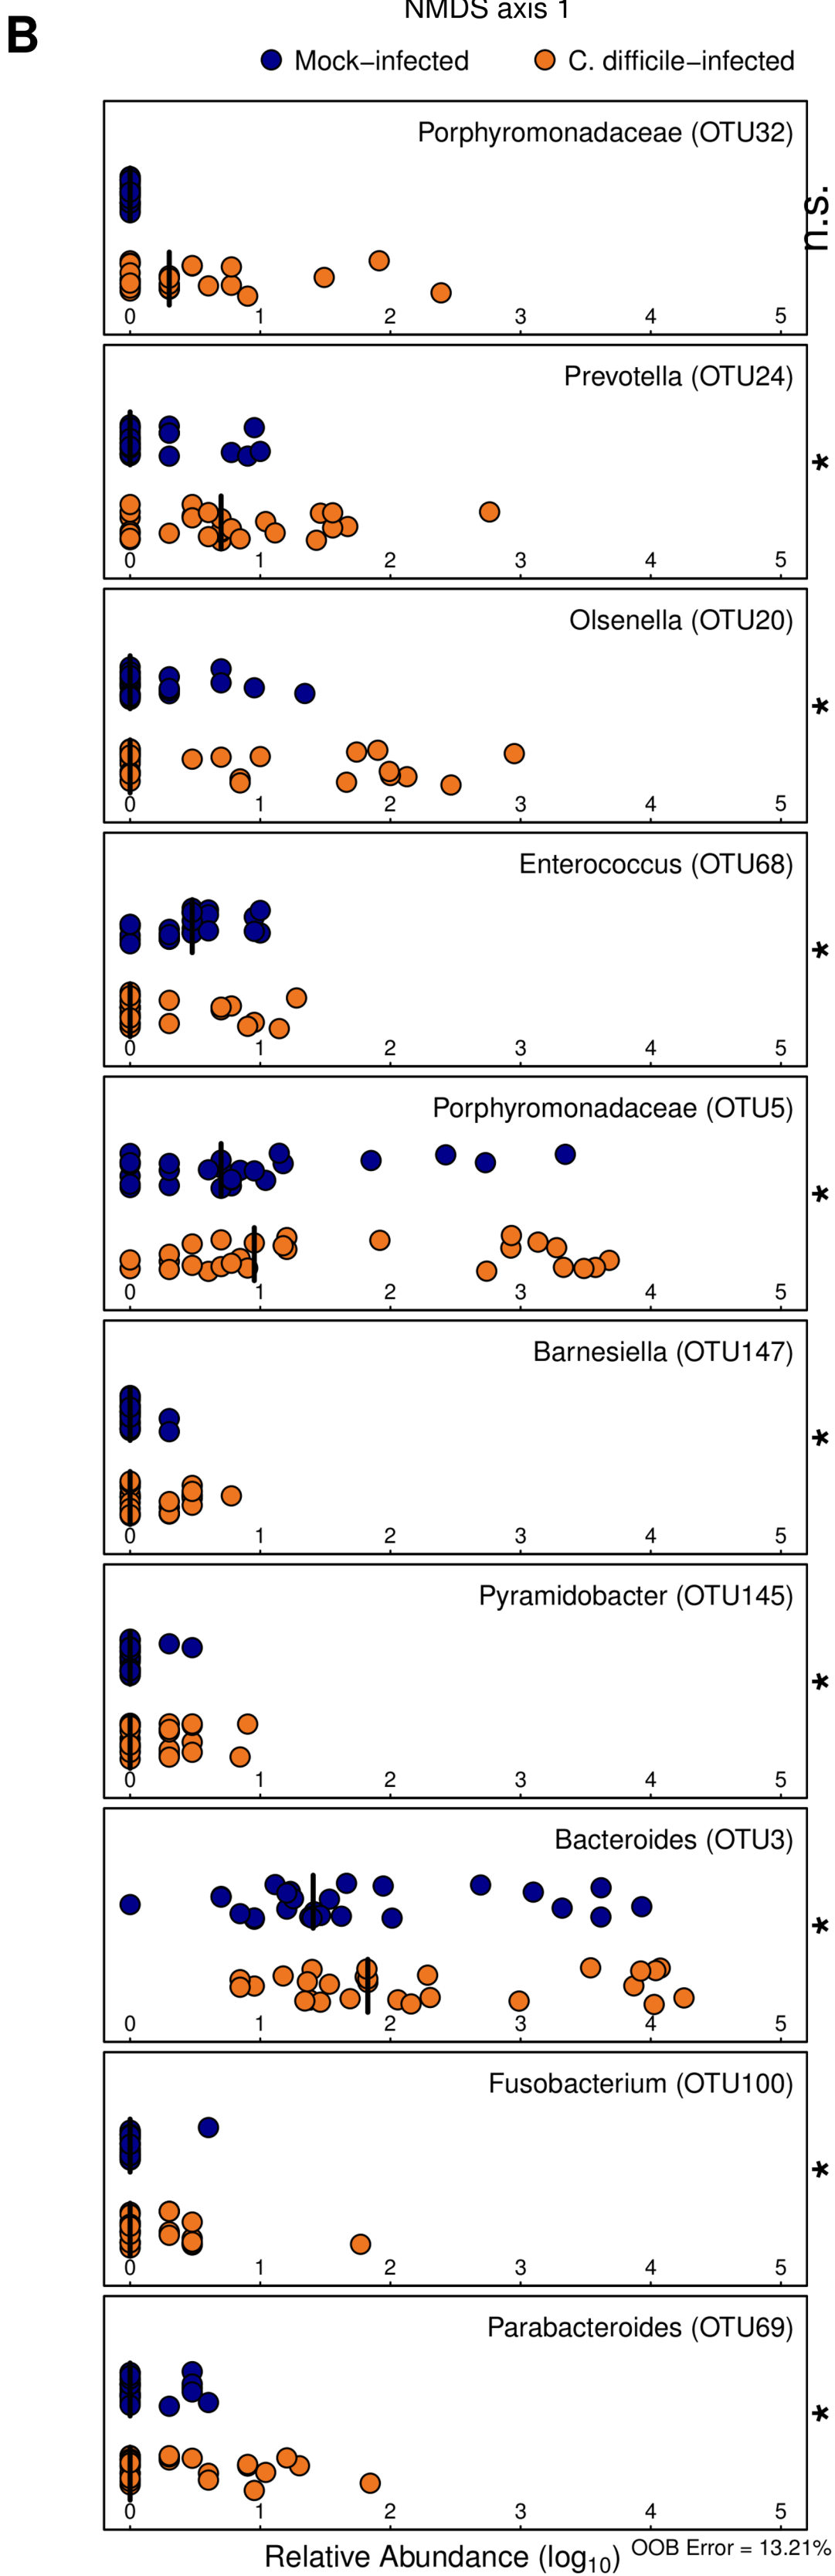 NMDS axis 1
B
Mock−infected C. difficile−infected
Porphyromonadaceae (OTU32)
n.s.
0 1 2 3 4 5
Prevotella (OTU24)
*
0 1 2 3 4 5
Olsenella (OTU20)
*
0 1 2 3 4 5
Enterococcus (OTU68)
*
0 1 2 3 4 5
Porphyromonadaceae (OTU5)
*
0 1 2 3 4 5
Barnesiella (OTU147)
*
0 1 2 3 4 5
Pyramidobacter (OTU145)
*
0 1 2 3 4 5
Bacteroides (OTU3)
*
0 1 2 3 4 5
Fusobacterium (OTU100)
*
0 1 2 3 4 5
Parabacteroides (OTU69)
*
0 1 2 3 4 5
Relative Abundance (log10) OOB Error = 13.21%